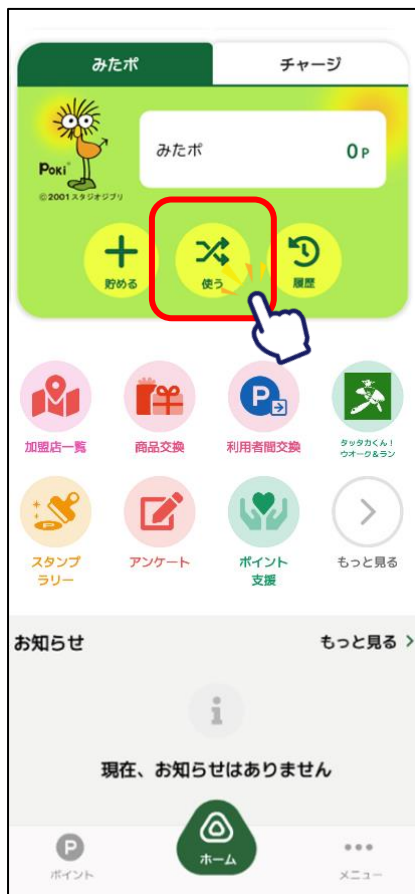 みたポ
チャージ
みたポ
0 P
Poki
©2001 スタジオジブリ
貯める
使う
履歴
加盟店一覧
商品交換
P
利用者間交換
タッタカくん！
ウオーク&ラン
スタンプ
ラリー
アンケート
ポイント
支援
もっと見る
お知らせ
もっと見る
現在、お知らせはありません
P
ポイント
ホーム
メニュー